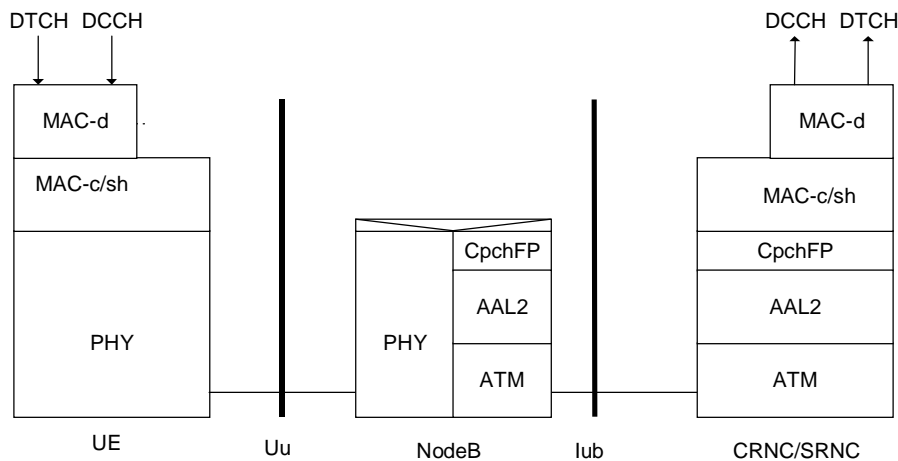 DTCH DCCH
DCCH DTCH
MAC-d
MAC-d
MAC-c/sh
MAC-c/sh
CpchFP
CpchFP
AAL2
AAL2
PHY
PHY
ATM
ATM
UE
Uu
NodeB
Iub
CRNC/SRNC